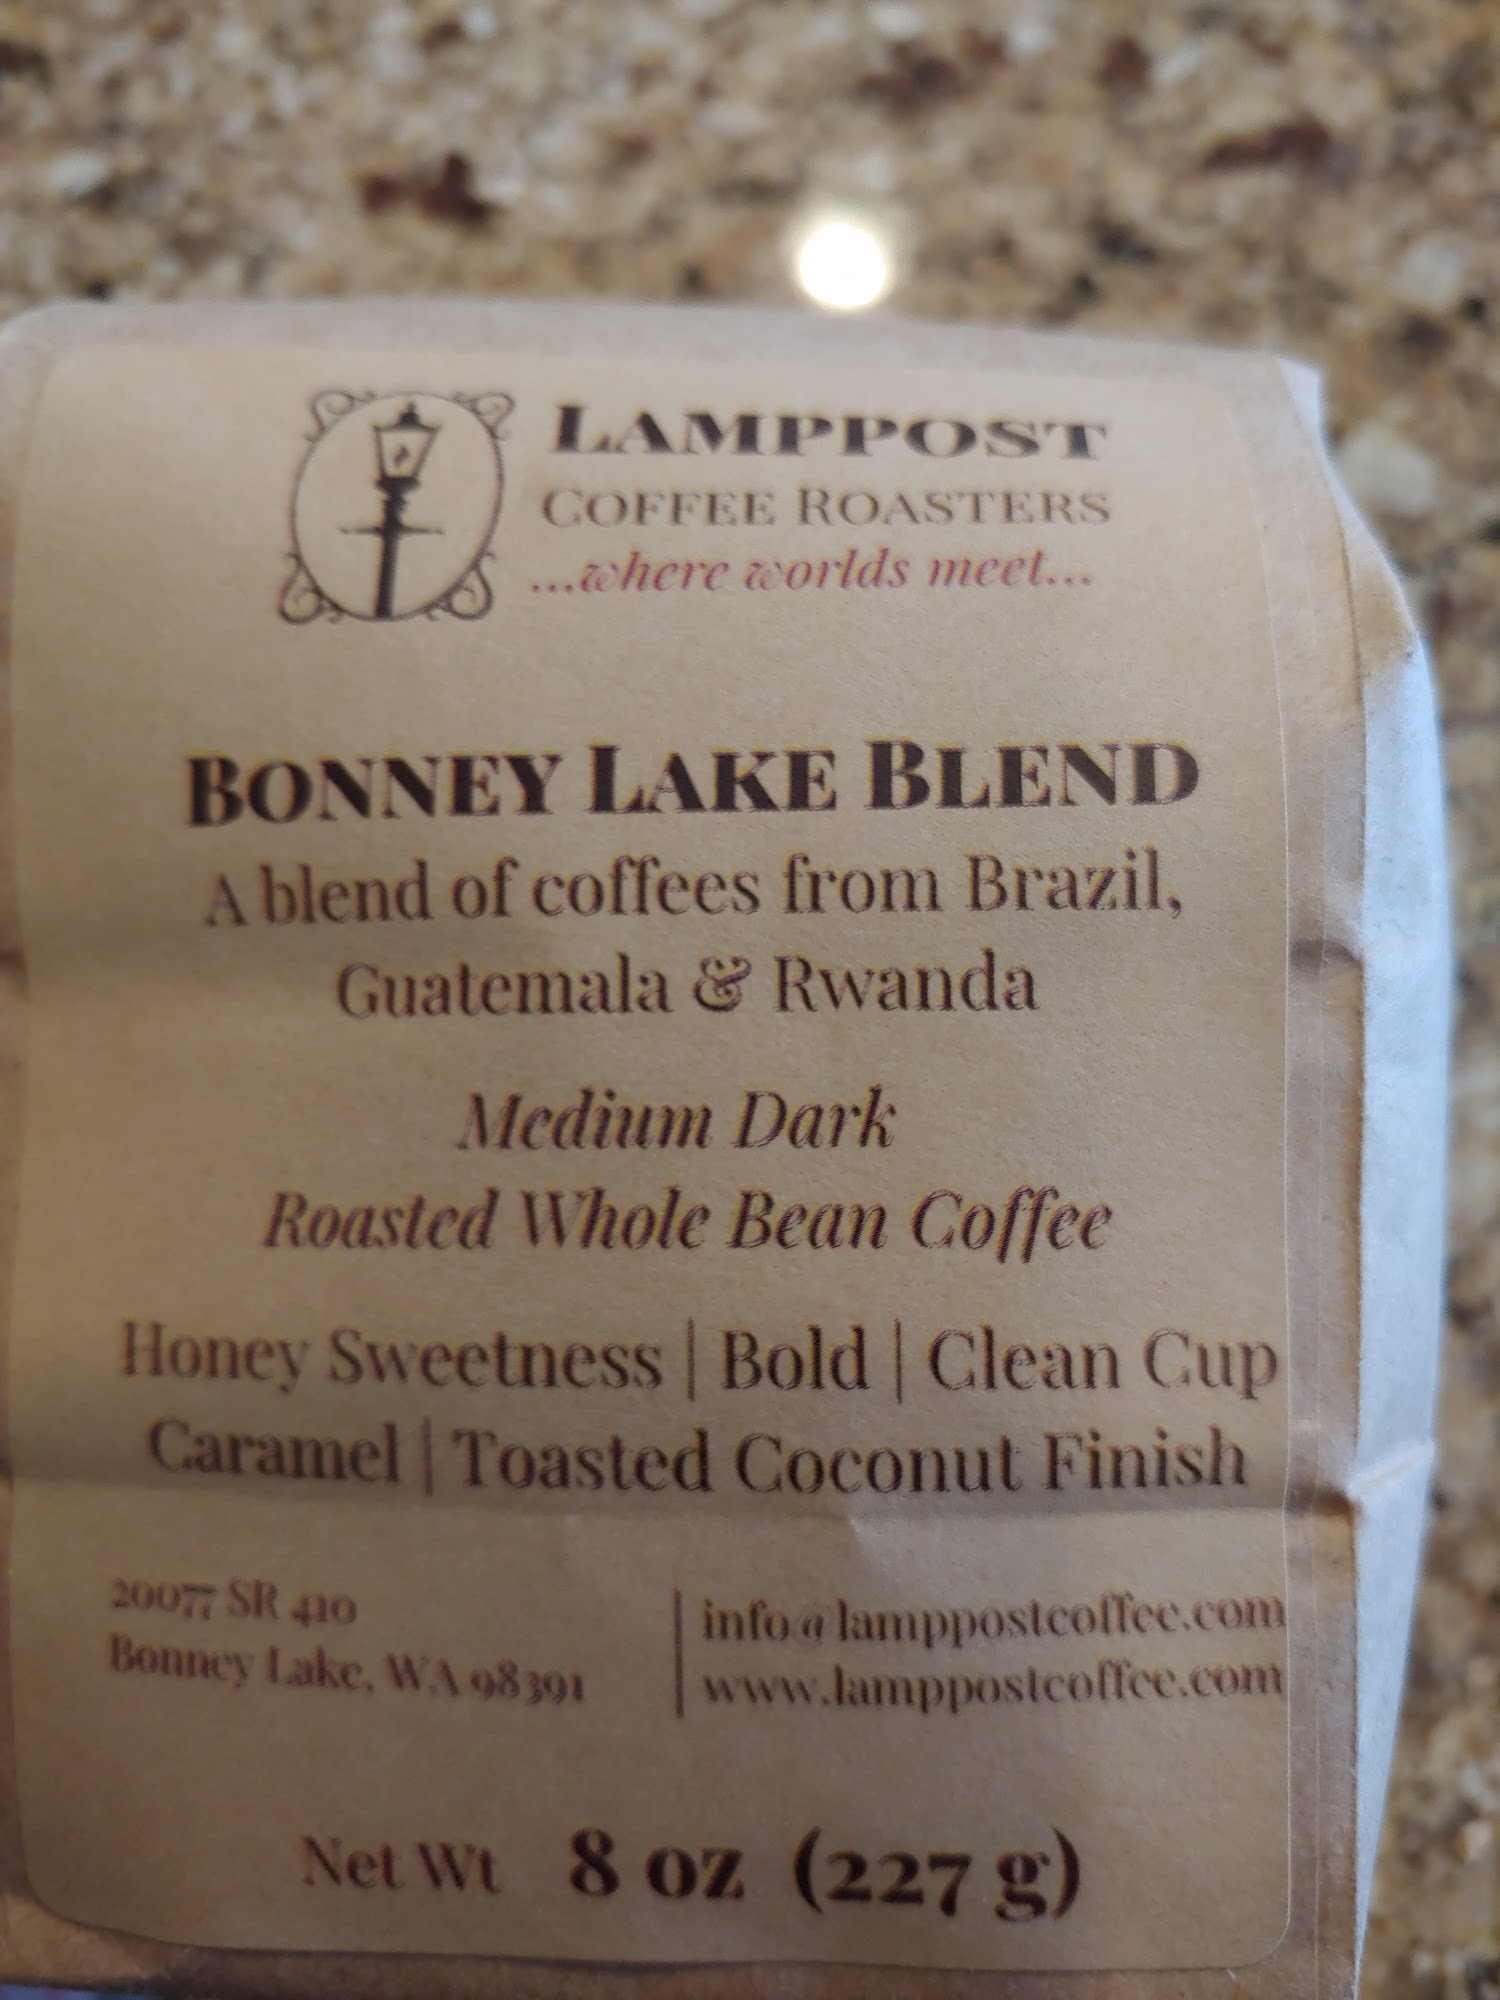 LAMPPOST
COFFEE ROASTERS
...where worlds meet...
BONNEY LAKE BLEND
A blend of coffees from Brazil,
Guatemala & Rwanda
Medium Dark
Roasted Whole Bean Coffee
Honey Sweetness | Bold | Clean Cup
Caramel | Toasted Coconut Finish
20077 SR 410
Bonney Lake, WA 98391
info@lamppostcoffee.com
www.lamppostcoffee.com
Net Wt 8 oz (227 g)